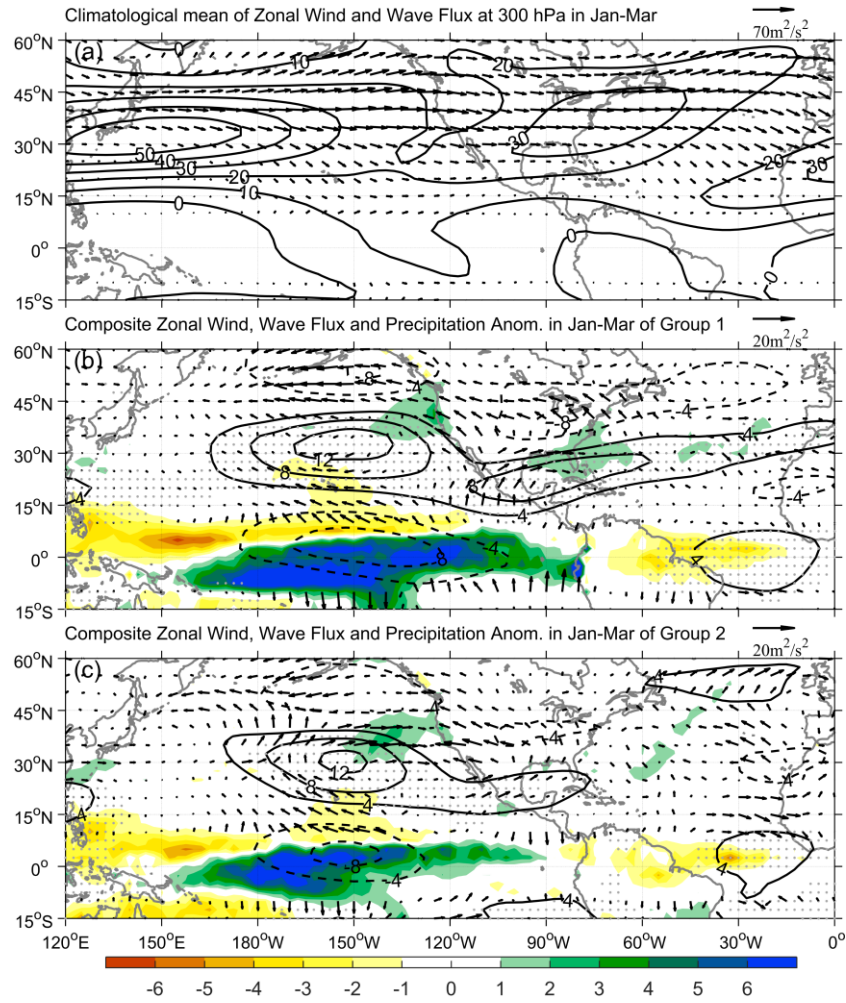 Climatological mean of Zonal Wind and Wave Flux at 300 hPa in Jan-Mar
70m²/s²
60°N
(a)
0
10
20
45°N
30
30°N
50
40
30
20
20
30
15°N
10
0
0°
0
0
15°S
Composite Zonal Wind, Wave Flux and Precipitation Anom. in Jan-Mar of Group 1
20m²/s²
60°N
(b)
-8
-4
-4
45°N
-8
30°N
12
8
8
4
4
15°N
4
-4
0°
-4
-8
4
15°S
Composite Zonal Wind, Wave Flux and Precipitation Anom. in Jan-Mar of Group 2
20m²/s²
60°N
(c)
4
45°N
-4
-4
30°N
12
8
4
-4
15°N
4
0°
-8
-4
4
4
15°S
120°E 150°E 180°W 150°W 120°W 90°W 60°W 30°W 0°
-6 -5 -4 -3 -2 -1 0 1 2 3 4 5 6